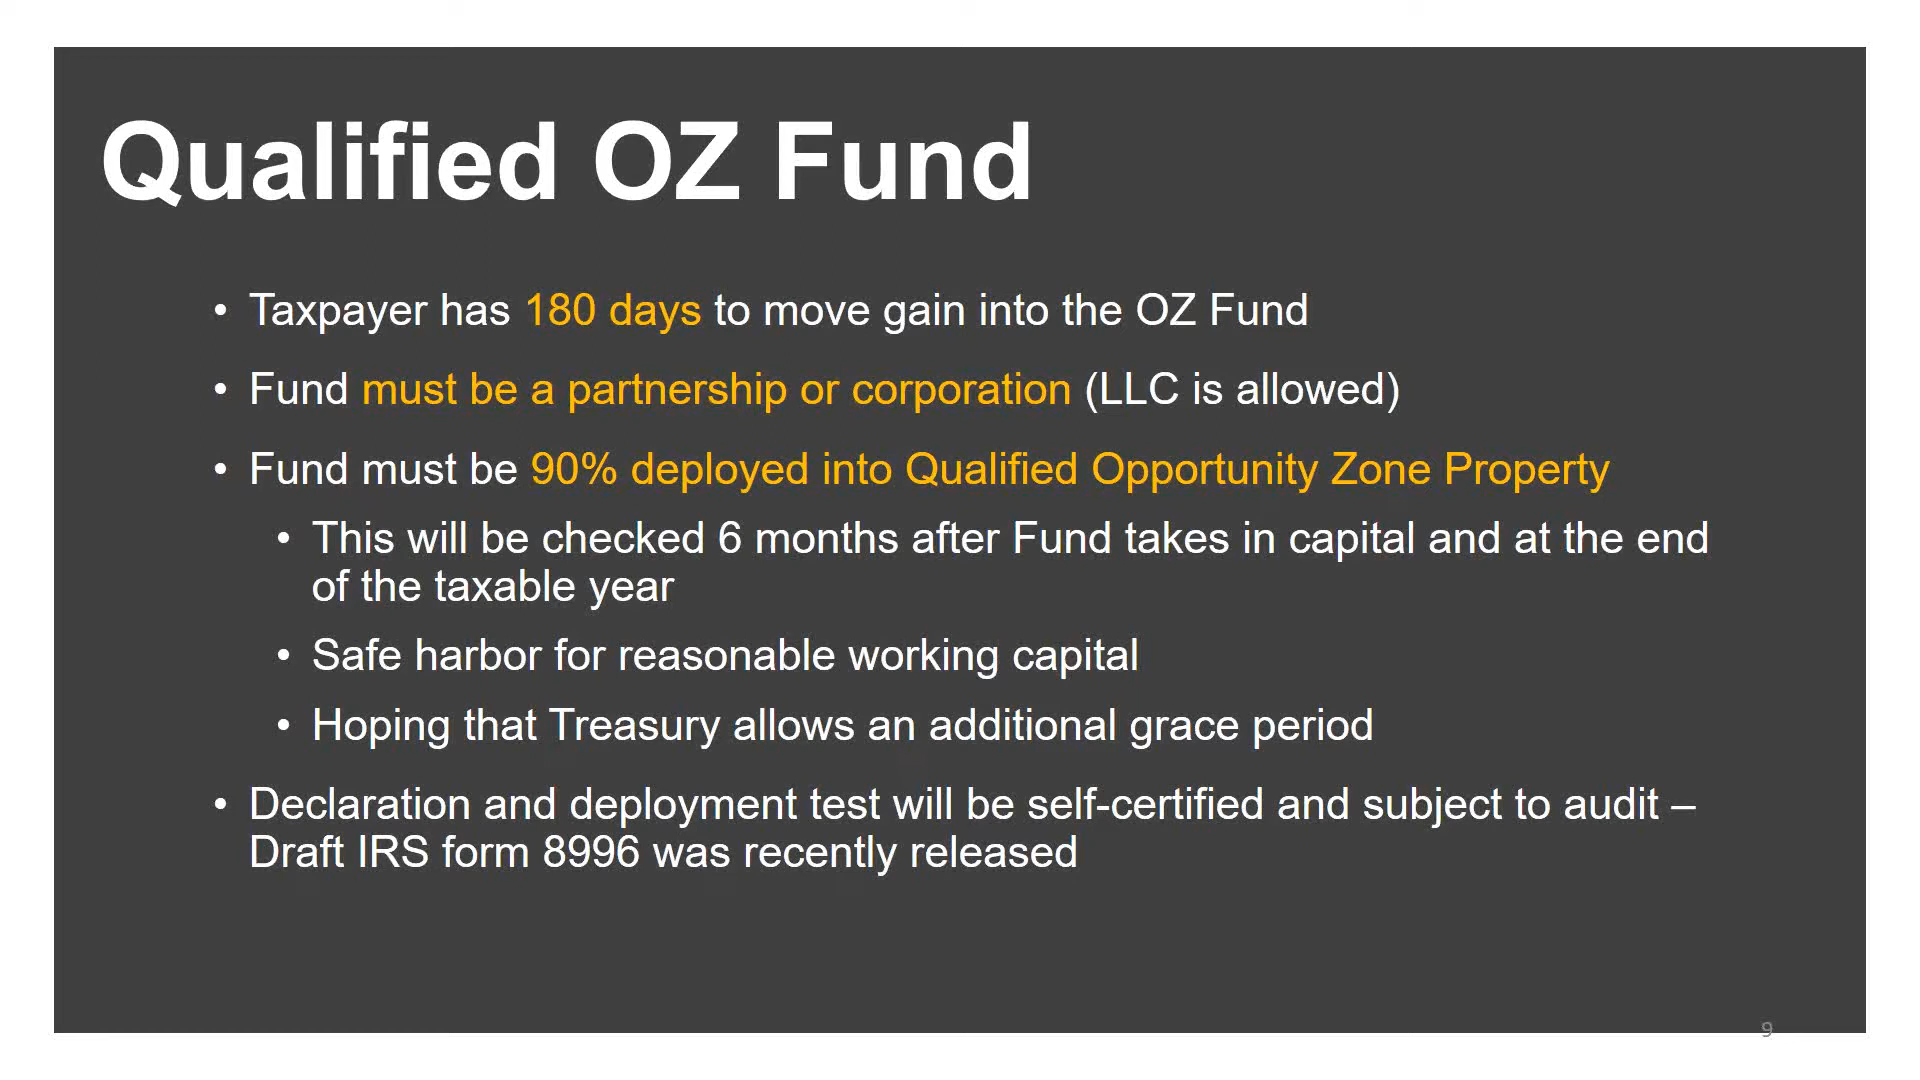 Qualified OZ Fund
• Taxpayer has 180 days to move gain into the OZ Fund
• Fund must be a partnership or corporation (LLC is allowed)
• Fund must be 90% deployed into Qualified Opportunity Zone Property
• This will be checked 6 months after Fund takes in capital and at the end
of the taxable year
• Safe harbor for reasonable working capital
• Hoping that Treasury allows an additional grace period
• Declaration and deployment test will be self-certified and subject to audit –
Draft IRS form 8996 was recently released
9